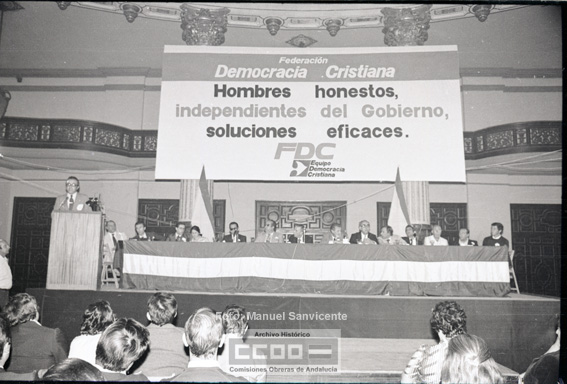 Federación
Democracia Cristiana
Hombres honestos,
independientes del Gobierno,
soluciones eficaces.
FDC
Equipo
Democracia
Cristiana
Foto: Manuel Sanvicente
Archivo Histórico
CCOO
Comisiones Obreras de Andalucía